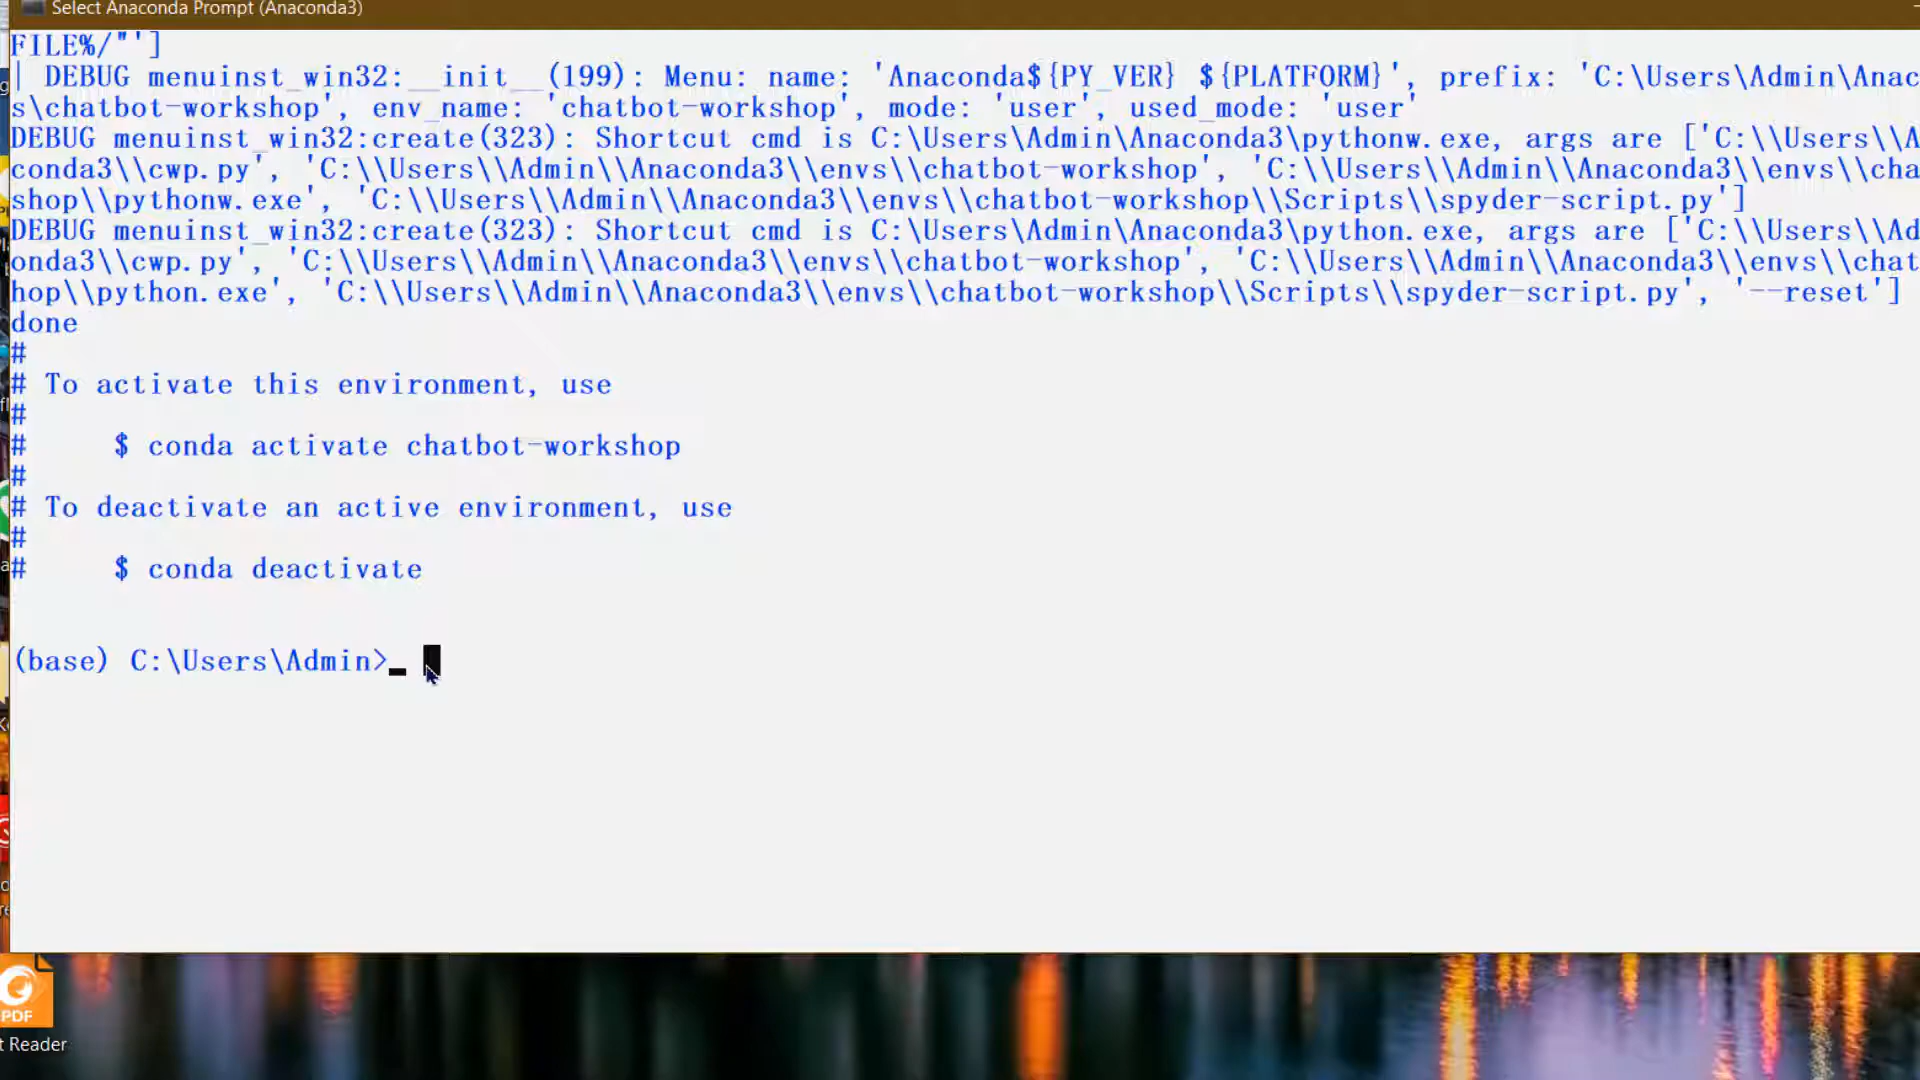 Select Anaconda Prompt (Anaconda3)
FILE%/"']
| DEBUG menuinst_win32:__init__(199): Menu: name: 'Anaconda${PY_VER} ${PLATFORM}', prefix: 'C:\Users\Admin\Anac
s\chatbot-workshop', env_name: 'chatbot-workshop', mode: 'user', used_mode: 'user'
DEBUG menuinst_win32:create(323): Shortcut cmd is C:\Users\Admin\Anaconda3\pythonw.exe, args are ['C:\\Users\\A
conda3\\cwp.py', 'C:\\Users\\Admin\\Anaconda3\\envs\\chatbot-workshop', 'C:\\Users\\Admin\\Anaconda3\\envs\\cha
shop\\pythonw.exe', 'C:\\Users\\Admin\\Anaconda3\\envs\\chatbot-workshop\\Scripts\\spyder-script.py']
DEBUG menuinst_win32:create(323): Shortcut cmd is C:\Users\Admin\Anaconda3\python.exe, args are ['C:\\Users\\Ad
onda3\\cwp.py', 'C:\\Users\\Admin\\Anaconda3\\envs\\chatbot-workshop', 'C:\\Users\\Admin\\Anaconda3\\envs\\chat
hop\\python.exe', 'C:\\Users\\Admin\\Anaconda3\\envs\\chatbot-workshop\\Scripts\\spyder-script.py', '--reset']
done
#
# To activate this environment, use
#
#     $ conda activate chatbot-workshop
#
# To deactivate an active environment, use
#
#     $ conda deactivate
(base) C:\Users\Admin>_
PDF
t Reader